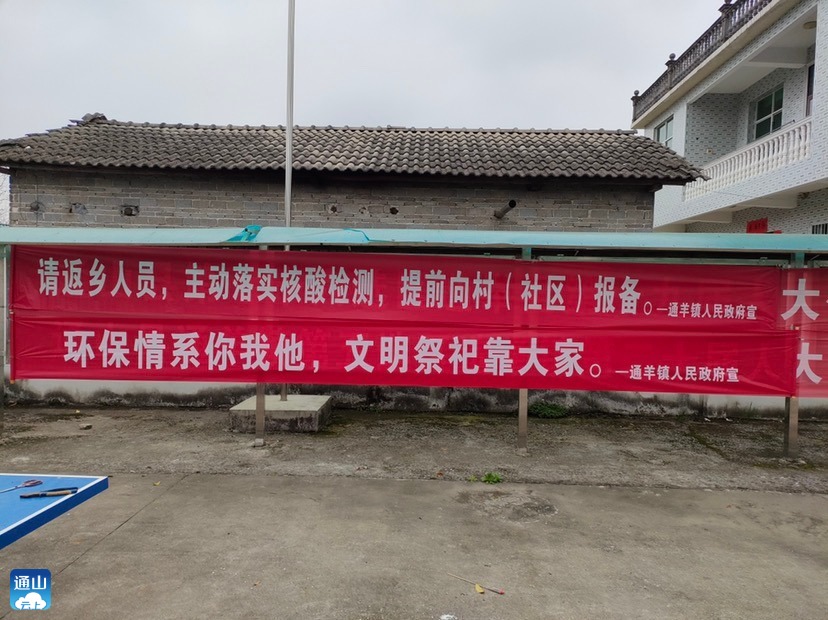 请返乡人员，主动落实核酸检测，提前向村（社区）报备。—通羊镇人民政府宣
环保情系你我他，文明祭祀靠大家。—通羊镇人民政府宣
大
大
通山
云上